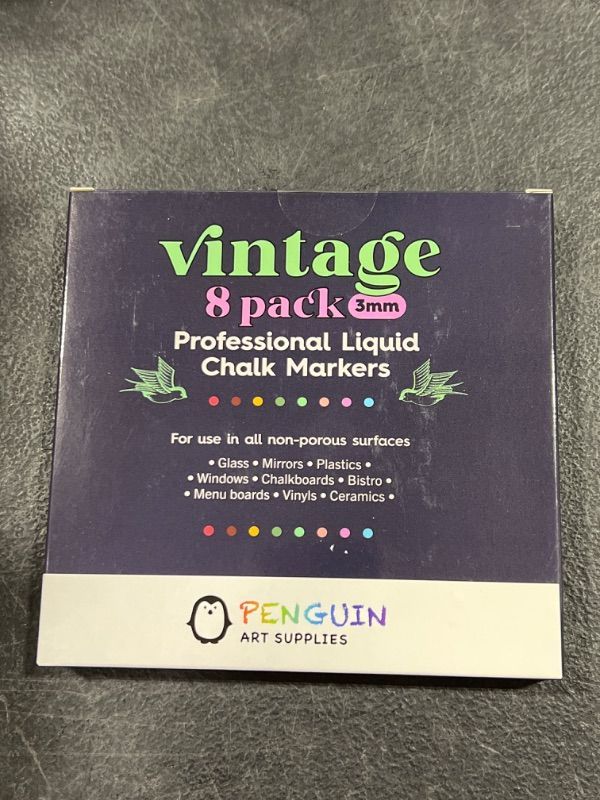 vintage
8 pack 3mm
Professional Liquid
Chalk Markers
For use in all non-porous surfaces
• Glass • Mirrors • Plastics •
• Windows • Chalkboards • Bistro •
• Menu boards • Vinyls • Ceramics •
PENGUIN
ART SUPPLIES